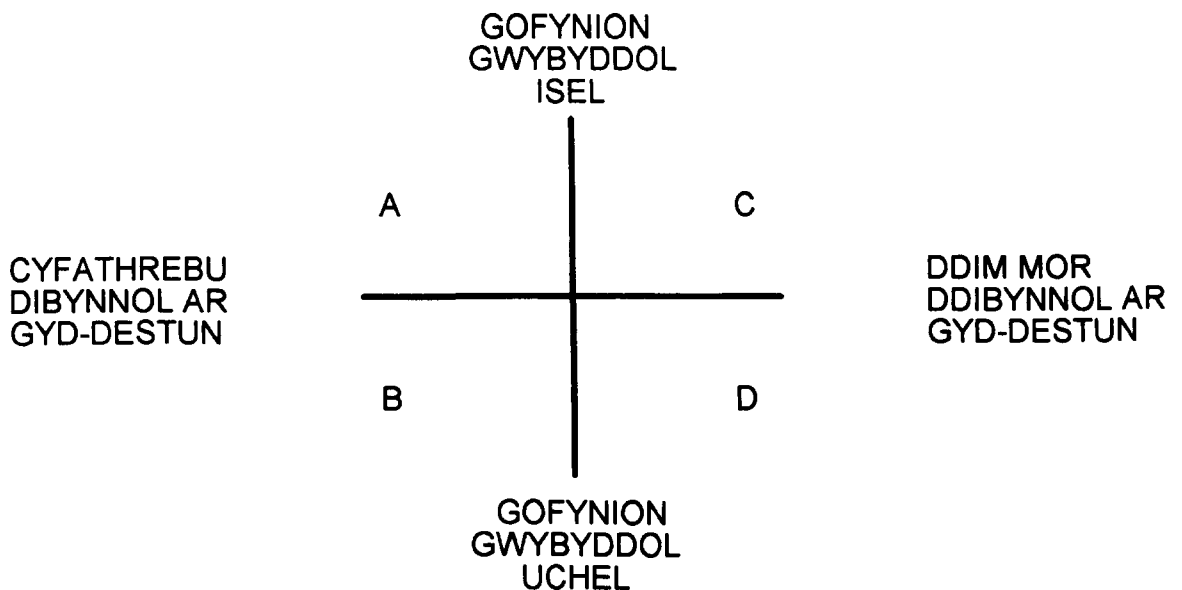 GOFYNION
GWYBYDDOL
ISEL
A
C
CYFATHREBU
DIBYNNOL AR
GYD-DESTUN
DDIM MOR
DDIBYNNOL AR
GYD-DESTUN
B
D
GOFYNION
GWYBYDDOL
UCHEL